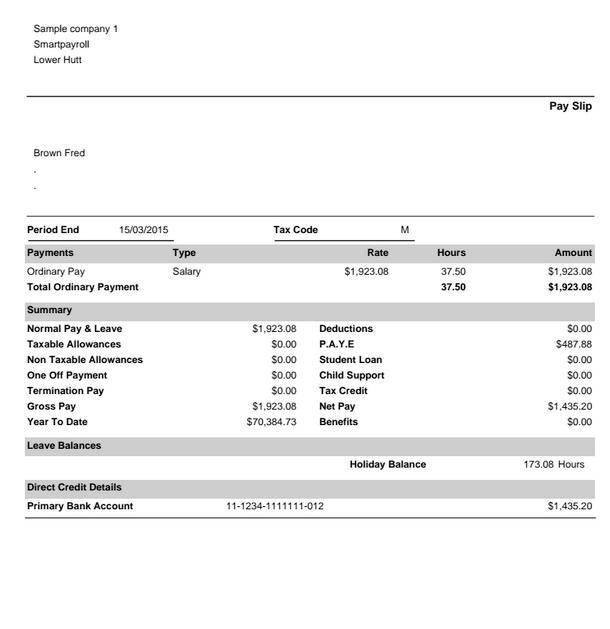 Sample company 1
Smartpayroll
Lower Hutt
Pay Slip
Brown Fred
.
.
Period End 15/03/2015 Tax Code M
Payments Type Rate Hours Amount
Ordinary Pay Salary $1,923.08 37.50 $1,923.08
Total Ordinary Payment 37.50 $1,923.08
Summary
Normal Pay & Leave $1,923.08 Deductions $0.00
Taxable Allowances $0.00 P.A.Y.E $487.88
Non Taxable Allowances $0.00 Student Loan $0.00
One Off Payment $0.00 Child Support $0.00
Termination Pay $0.00 Tax Credit $0.00
Gross Pay $1,923.08 Net Pay $1,435.20
Year To Date $70,384.73 Benefits $0.00
Leave Balances
Holiday Balance 173.08 Hours
Direct Credit Details
Primary Bank Account 11-1234-1111111-012 $1,435.20